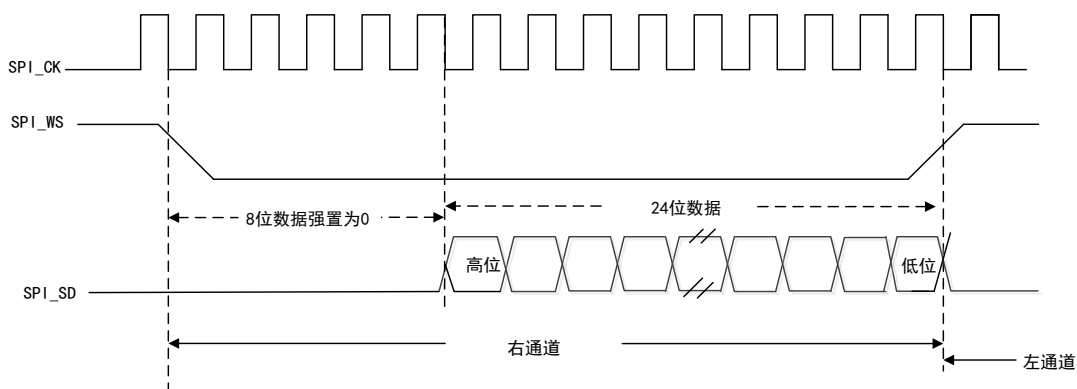 SPI_CK
SPI_WS
8位数据强置为0
24位数据
高位
低位
SPI_SD
右通道
左通道